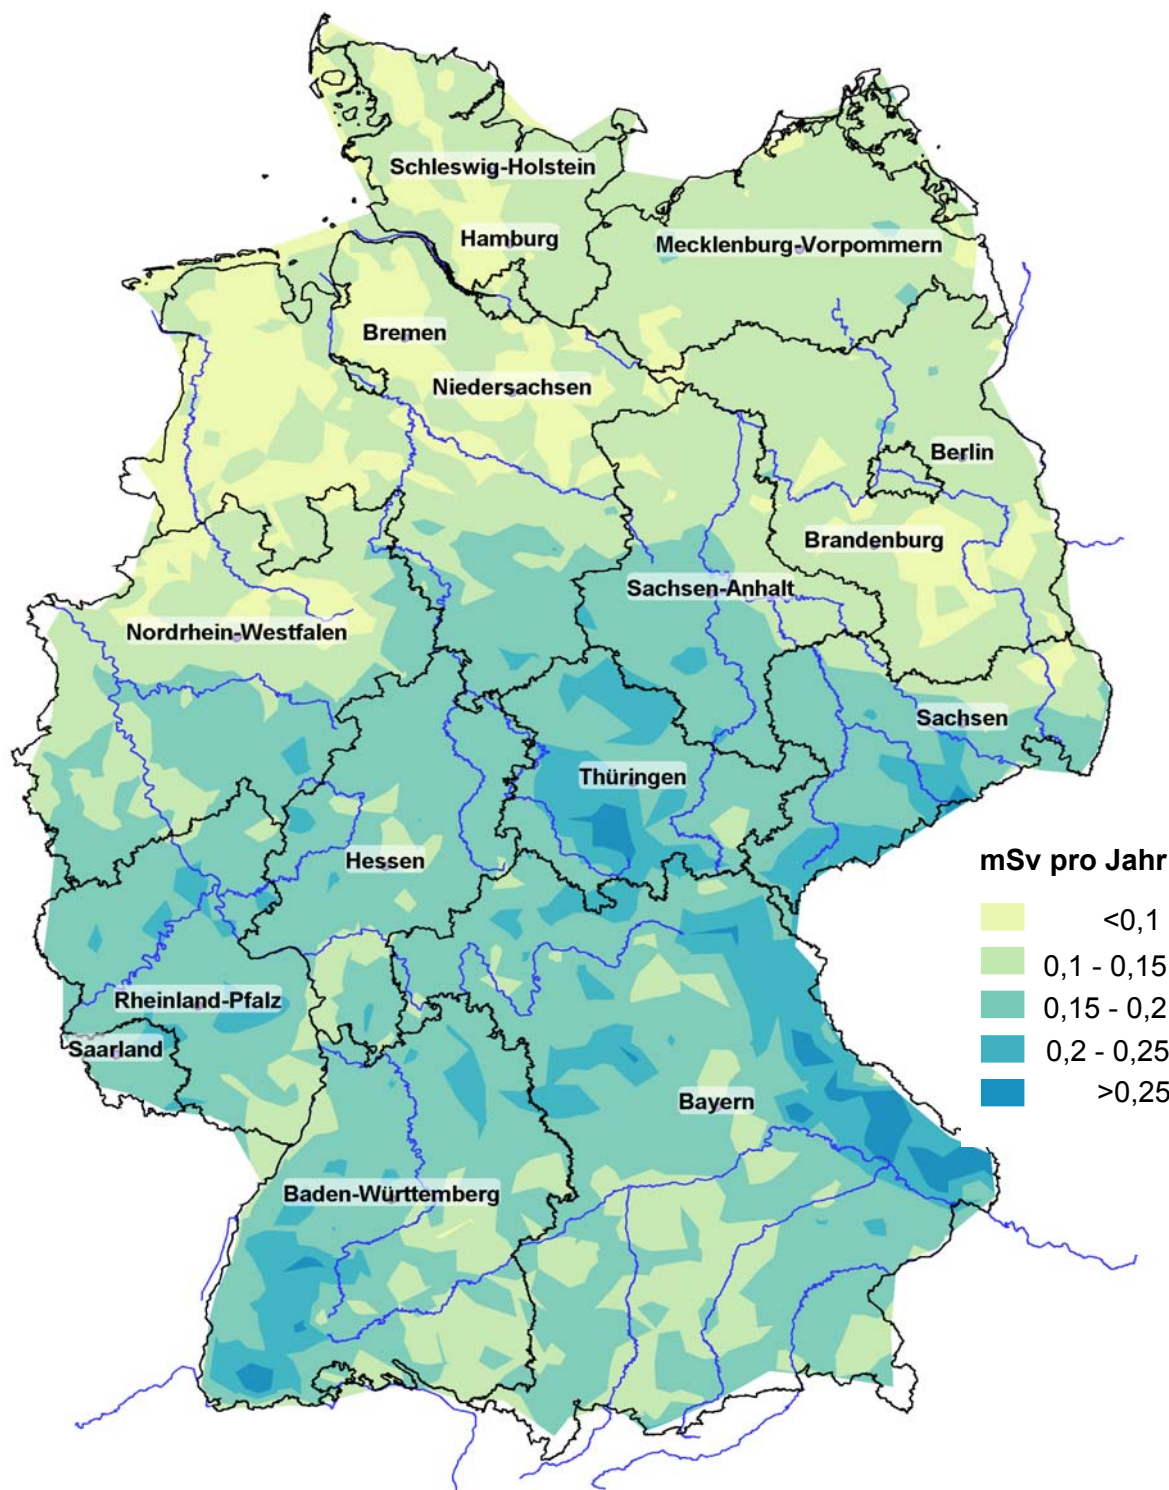 Schleswig-Holstein
Hamburg
Mecklenburg-Vorpommern
Bremen
Niedersachsen
Berlin
Brandenburg
Sachsen-Anhalt
Nordrhein-Westfalen
Sachsen
Thüringen
Hessen
Rheinland-Pfalz
Saarland
Bayern
Baden-Württemberg
mSv pro Jahr
<0,1
0,1 - 0,15
0,15 - 0,2
0,2 - 0,25
>0,25